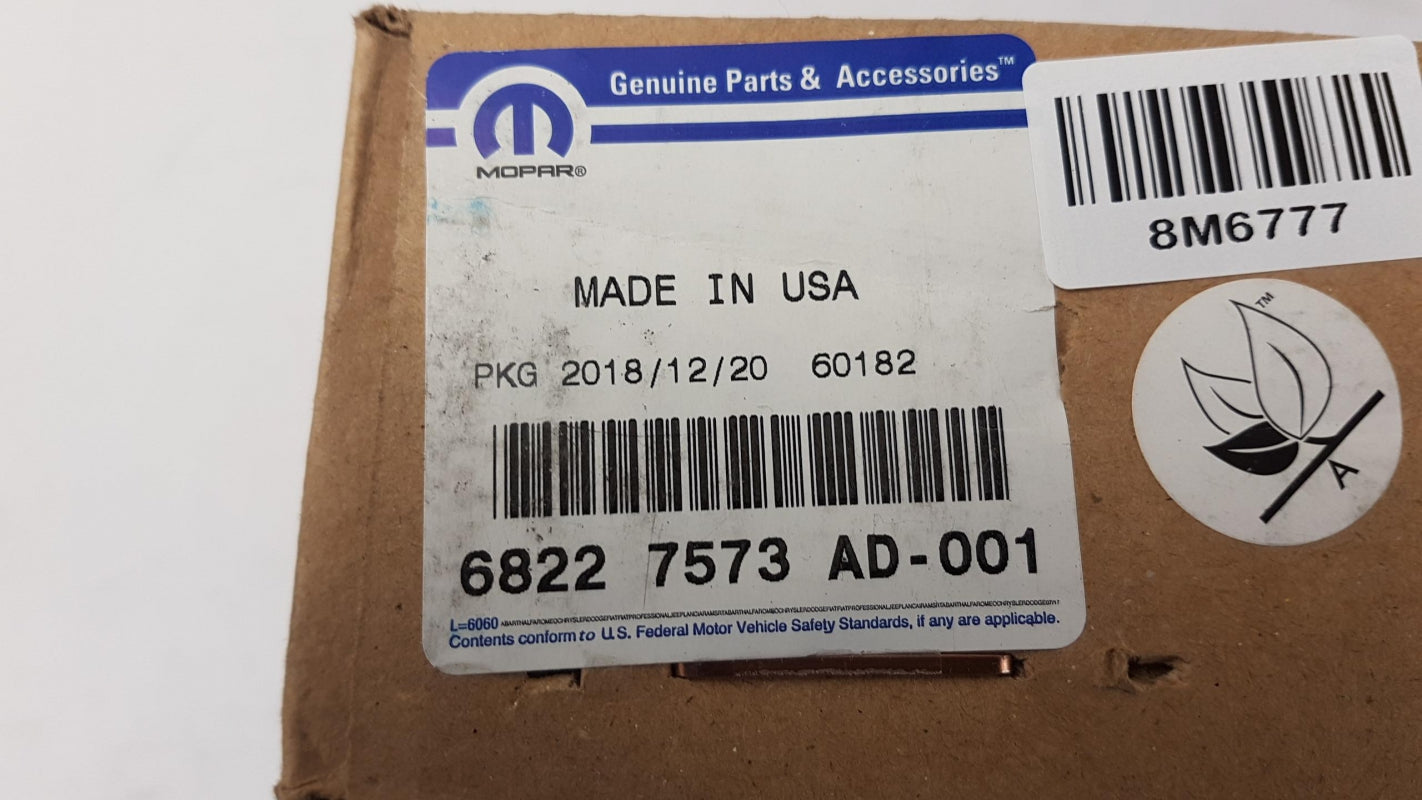 Genuine Parts & Accessories™
MOPAR®
MADE IN USA
PKG 2018/12/20 60182
6822 7573 AD-001
L=6060
Contents conform to U.S. Federal Motor Vehicle Safety Standards, if any are applicable.
8M6777
™
A